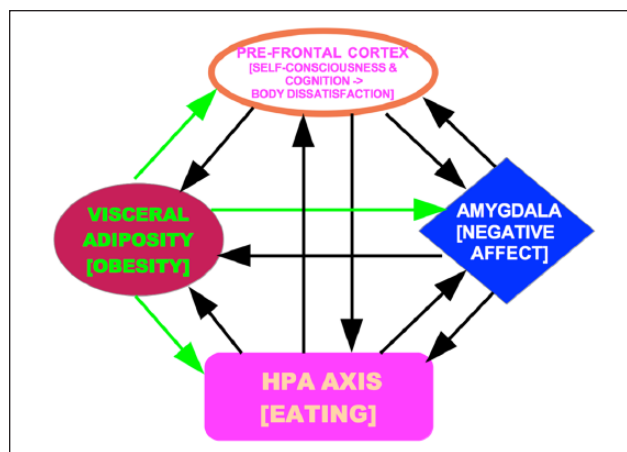 PRE-FRONTAL CORTEX
[SELF-CONSCIOUSNESS &
COGNITION ->
BODY DISSATISFACTION]
VISCERAL
ADIPOSITY
[OBESITY]
AMYGDALA
[NEGATIVE
AFFECT]
HPA AXIS
[EATING]